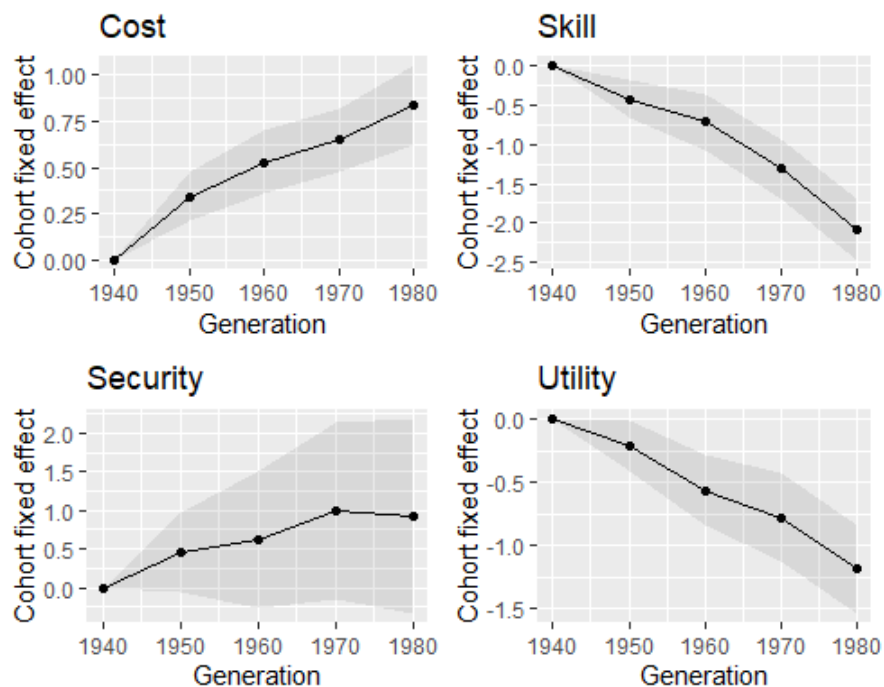 Cost
Cohort fixed effect
1.00
0.75
0.50
0.25
0.00
1940 1950 1960 1970 1980
Generation
Skill
Cohort fixed effect
0.0
-0.5
-1.0
-1.5
-2.0
-2.5
1940 1950 1960 1970 1980
Generation
Security
Cohort fixed effect
2.0
1.5
1.0
0.5
0.0
1940 1950 1960 1970 1980
Generation
Utility
Cohort fixed effect
0.0
-0.5
-1.0
-1.5
1940 1950 1960 1970 1980
Generation